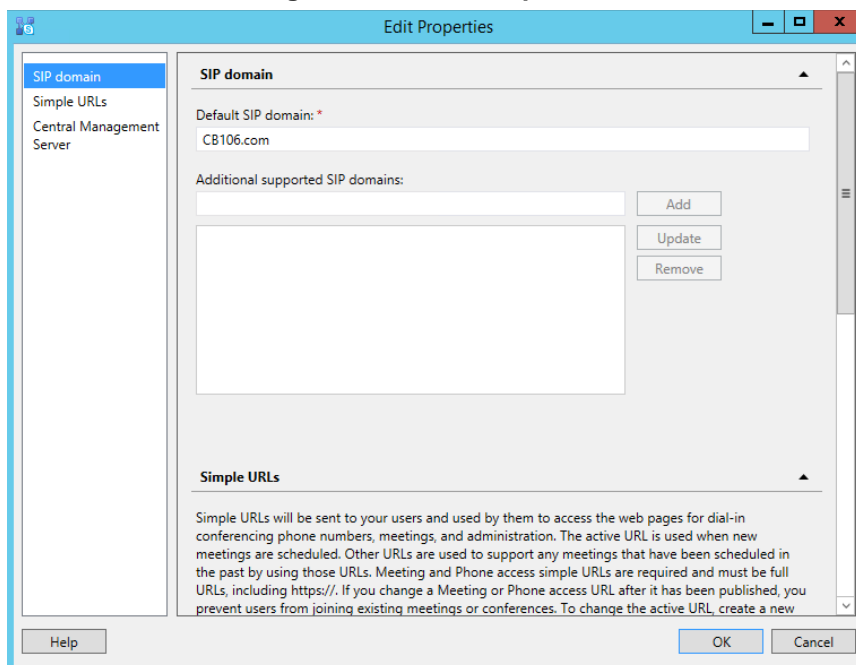 Edit Properties
SIP domain
Simple URLs
Central Management
Server
SIP domain
Default SIP domain: *
CB106.com
Additional supported SIP domains:
Add
Update
Remove
Simple URLs
Simple URLs will be sent to your users and used by them to access the web pages for dial-in
conferencing phone numbers, meetings, and administration. The active URL is used when new
meetings are scheduled. Other URLs are used to support any meetings that have been scheduled in
the past by using those URLs. Meeting and Phone access simple URLs are required and must be full
URLs, including https://. If you change a Meeting or Phone access URL after it has been published, you
prevent users from joining existing meetings or conferences. To change the active URL, create a new
Help
OK
Cancel